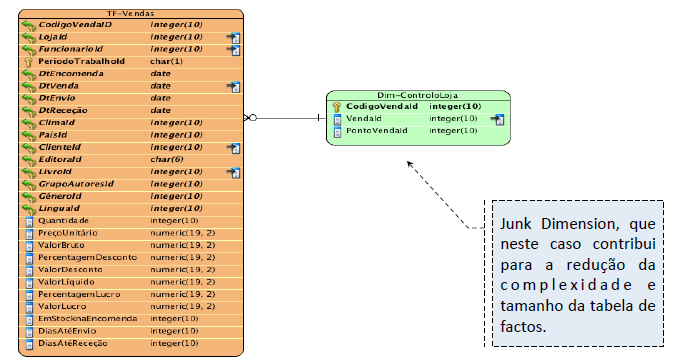 TF-Vendas
CodigoVendaID integer(10)
LojaId integer(10)
FuncionarioId integer(10)
PeríodoTrabalhoId char(1)
DtEncomenda date
DtVenda date
DtEnvio date
DtReceção date
ClimaId integer(10)
PaísId integer(10)
ClienteId integer(10)
EditoraId char(6)
LivroId integer(10)
GrupoAutoresId integer(10)
GéneroId integer(10)
LinguaId integer(10)
Quantidade integer(10)
PreçoUnitário numeric(19, 2)
ValorBruto numeric(19, 2)
PercentagemDesconto numeric(19, 2)
ValorDesconto numeric(19, 2)
ValorLíquido numeric(19, 2)
PercentagemLucro numeric(19, 2)
ValorLucro numeric(19, 2)
EmStocknaEncomenda integer(10)
DiasAtéEnvio integer(10)
DiasAtéReceção integer(10)
Dim-ControloLoja
CodigoVendaId integer(10)
VendaId integer(10)
PontoVendaId integer(10)
Junk Dimension, que
neste caso contribui
para a redução da
complexidade e
tamanho da tabela de
factos.